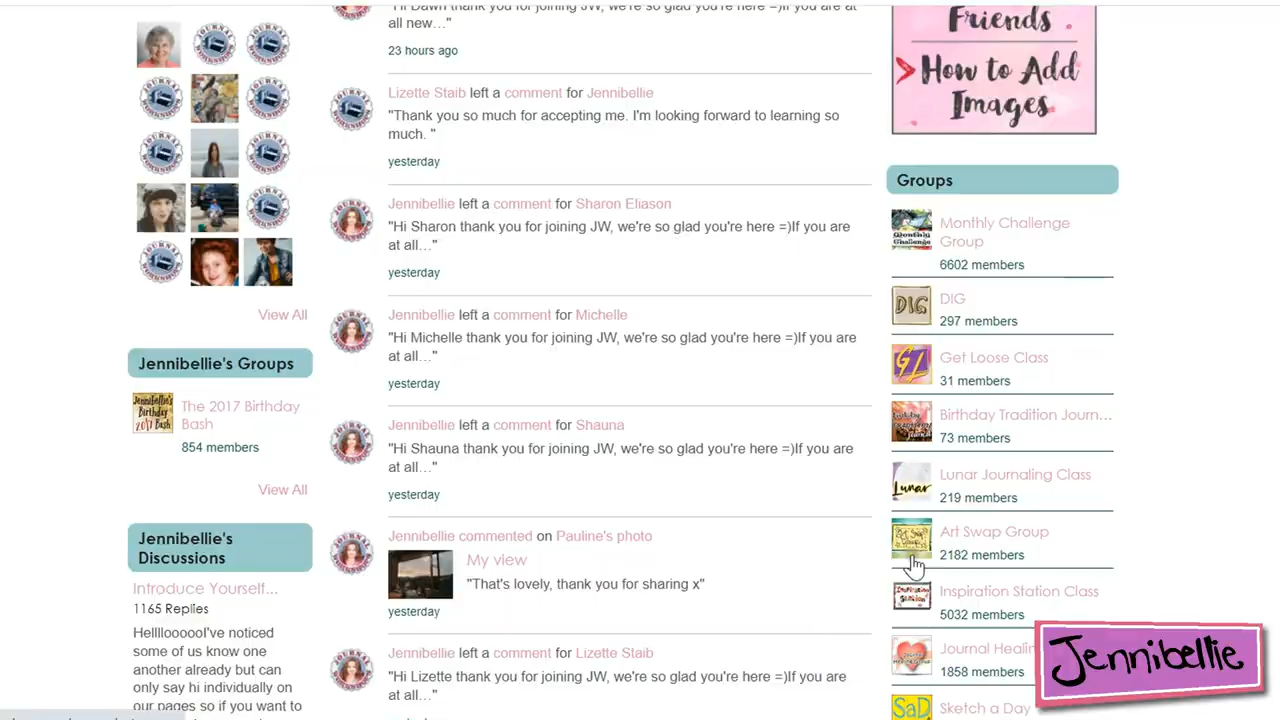 View All
Jennibellie's Groups
The 2017 Birthday
Bash
854 members
View All
Jennibellie's
Discussions
Introduce Yourself...
1165 Replies
Hellllooooo I've noticed
some of us know one
another already but can
only say hi individually on
our pages so if you want to
"Hi Dawn thank you for joining JW, we're so glad you're here =)If you are at
all new…"
23 hours ago
Lizette Staib left a comment for Jennibellie
"Thank you so much for accepting me. I'm looking forward to learning so
much. "
yesterday
Jennibellie left a comment for Sharon Eliason
"Hi Sharon thank you for joining JW, we're so glad you're here =)If you are
at all…"
yesterday
Jennibellie left a comment for Michelle
"Hi Michelle thank you for joining JW, we're so glad you're here =)If you are
at all…"
yesterday
Jennibellie left a comment for Shauna
"Hi Shauna thank you for joining JW, we're so glad you're here =)If you are
at all…"
yesterday
Jennibellie commented on Pauline's photo
My view
"That's lovely, thank you for sharing x"
yesterday
Jennibellie left a comment for Lizette Staib
"Hi Lizette thank you for joining JW, we're so glad you're here =)If you are
at all…"
Friends
How to Add
Images
Groups
Monthly Challenge
Group
6602 members
DIG
DIG
297 members
GL
Get Loose Class
31 members
Birthday Tradition Journ...
73 members
Lunar
Lunar Journaling Class
219 members
Art Swap Group
2182 members
Inspiration Station Class
5032 members
Journal Healin
1858 members
SaD
Sketch a Day
Jennibellie